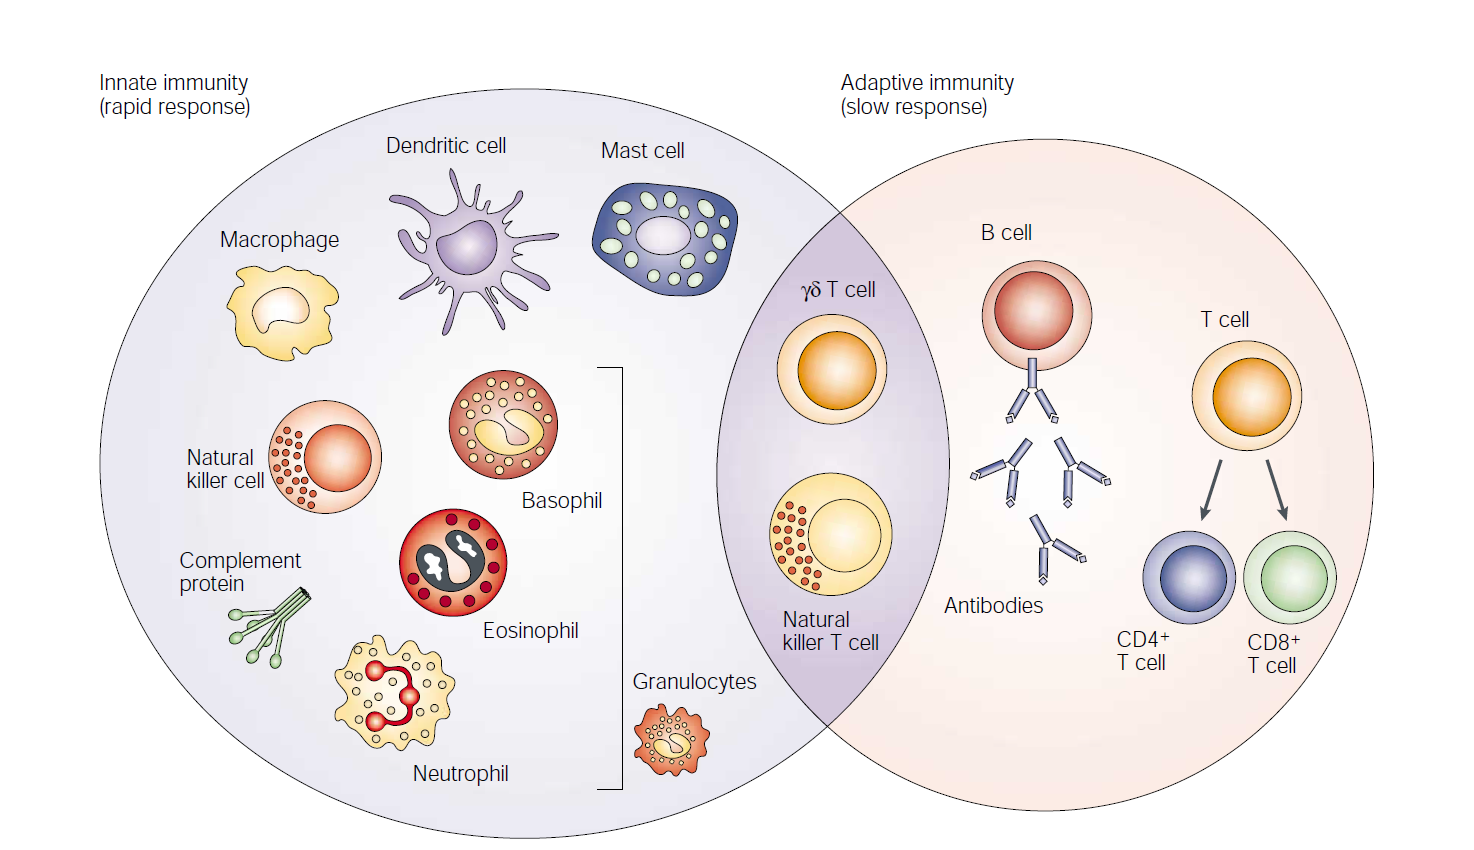 Innate immunity
(rapid response)
Adaptive immunity
(slow response)
Dendritic cell
Mast cell
Macrophage
B cell
γδ T cell
T cell
Natural
killer cell
Basophil
Complement
protein
Eosinophil
Antibodies
Natural
killer T cell
CD4+
T cell
CD8+
T cell
Granulocytes
Neutrophil